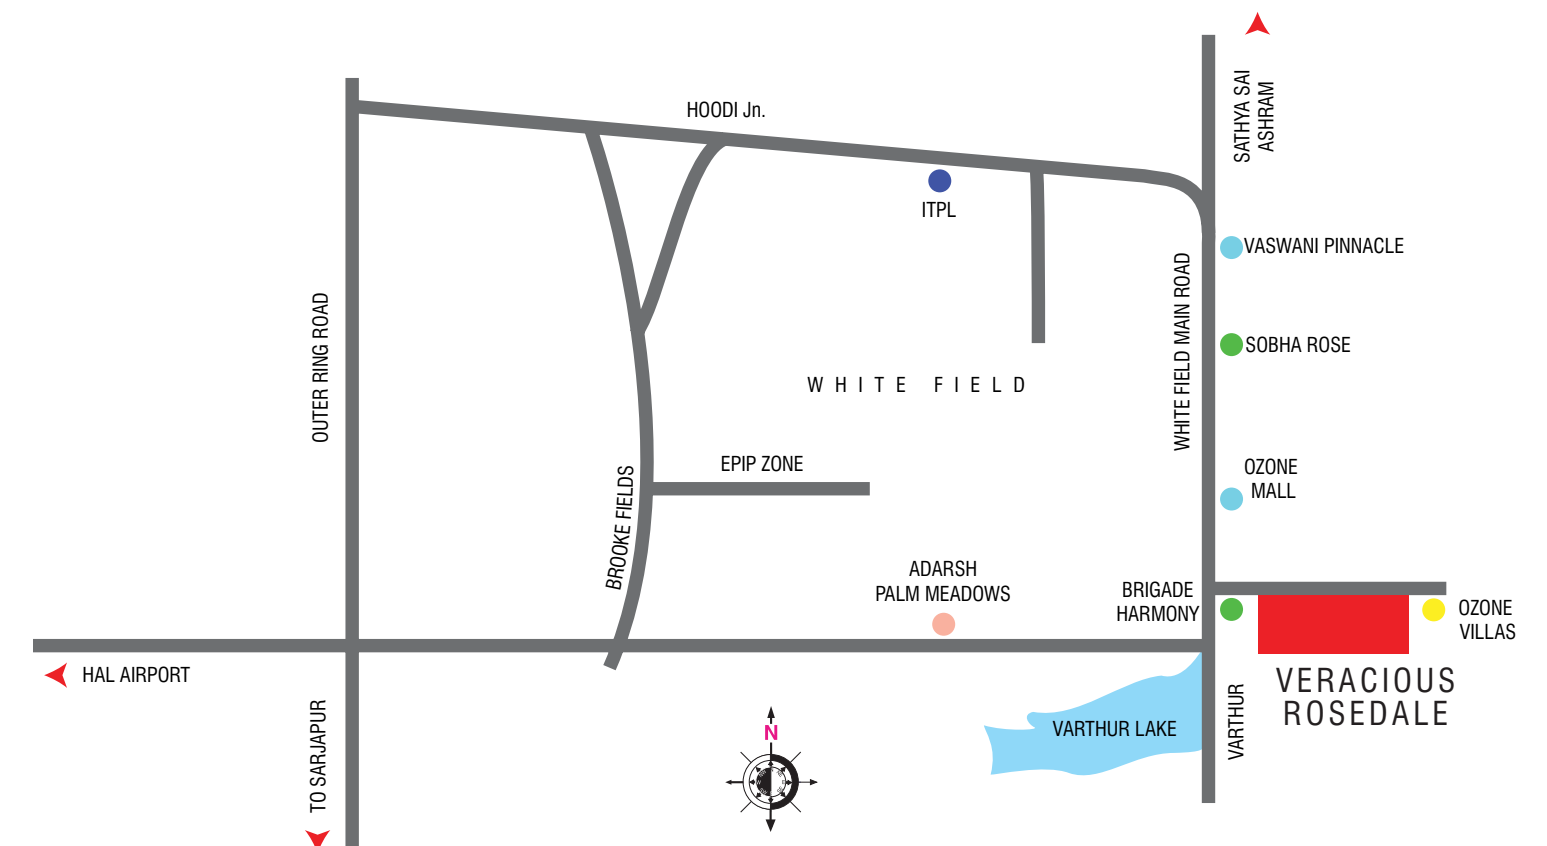 SATHYA SAI
ASHRAM
HOODI Jn.
ITPL
VASWANI PINNACLE
OUTER RING ROAD
WHITE FIELD MAIN ROAD
SOBHA ROSE
WHITE FIELD
EPIP ZONE
OZONE
MALL
BROOKE FIELDS
ADARSH
PALM MEADOWS
BRIGADE
HARMONY
OZONE
VILLAS
HAL AIRPORT
VERACIOUS
ROSEDALE
TO SARJAPUR
N
VARTHUR LAKE
VARTHUR